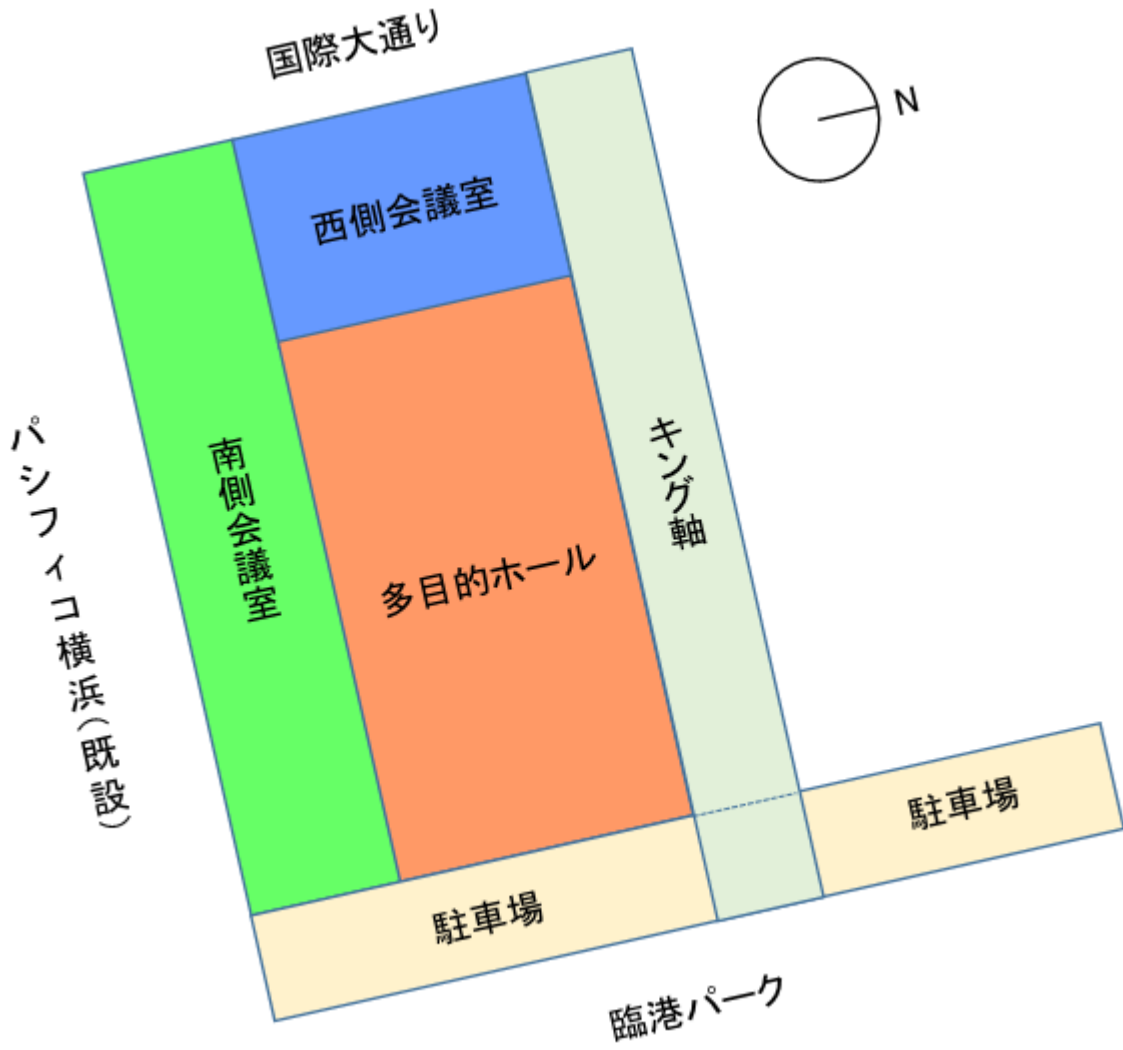 国際大通り
N
西側会議室
キング軸
南側会議室
パシフィコ横浜(既設)
多目的ホール
駐車場
駐車場
臨港パーク